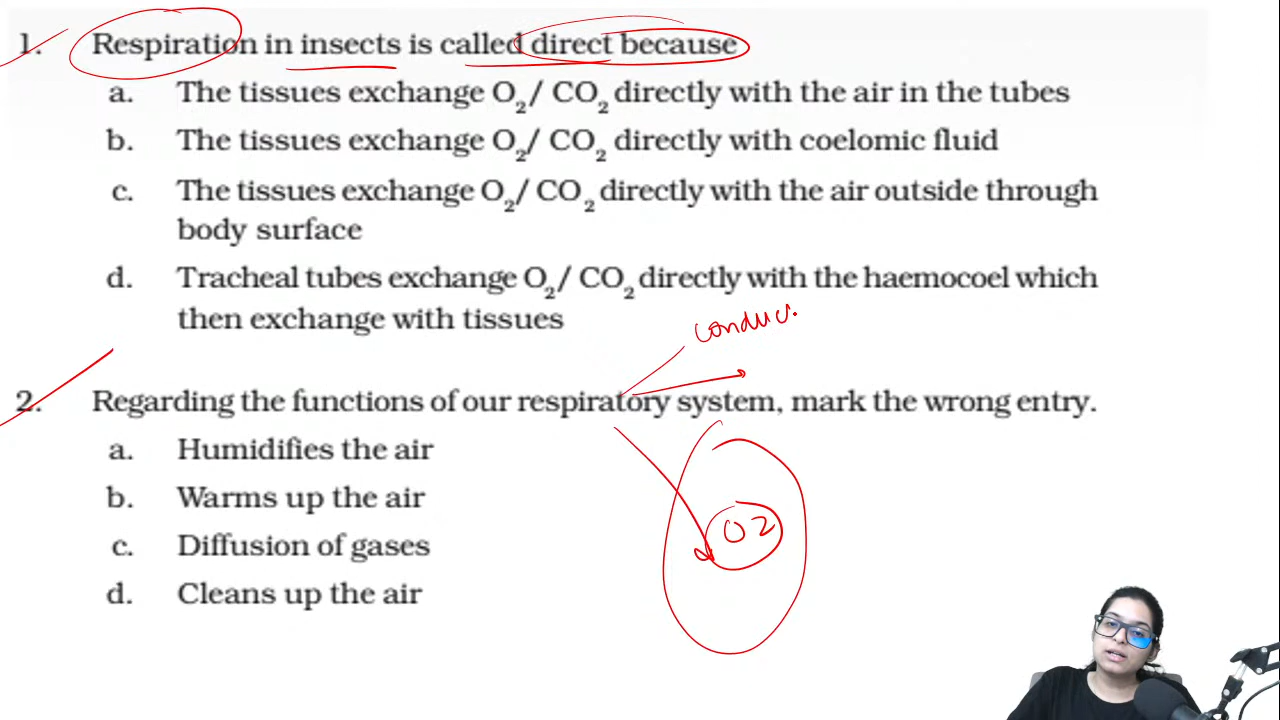 1. Respiration in insects is called direct because
a. The tissues exchange O₂/ CO₂ directly with the air in the tubes
b. The tissues exchange O₂/ CO₂ directly with coelomic fluid
c. The tissues exchange O₂/ CO₂ directly with the air outside through
body surface
d. Tracheal tubes exchange O₂/ CO₂ directly with the haemocoel which
then exchange with tissues
conduc.
2. Regarding the functions of our respiratory system, mark the wrong entry.
a. Humidifies the air
b. Warms up the air
O2
c. Diffusion of gases
d. Cleans up the air